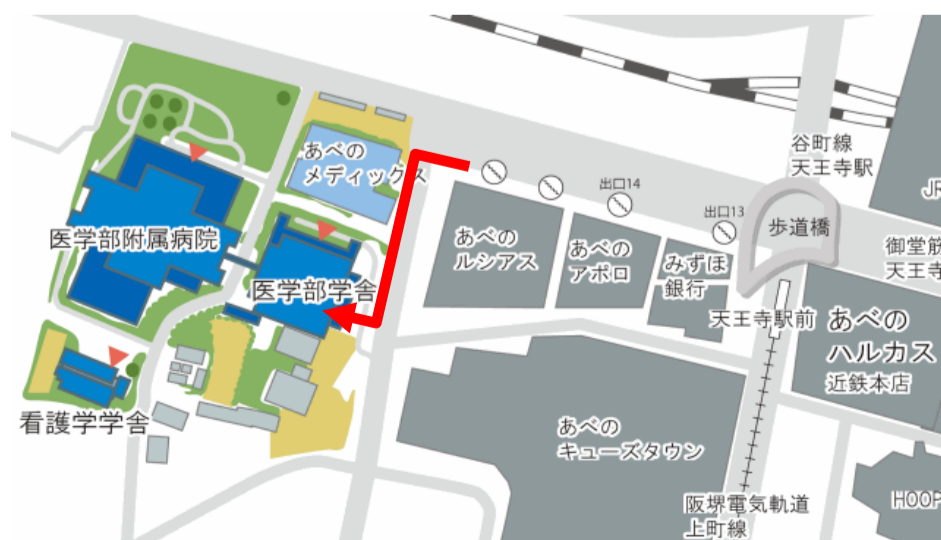 谷町線
天王寺駅
JR
あべの
メディックス
出口14
出口13
歩道橋
医学部附属病院
あべの
ルシアス
あべの
アポロ
みずほ
銀行
御堂筋
天王寺
医学部学舎
天王寺駅前
あべの
ハルカス
近鉄本店
看護学学舎
あべの
キューズタウン
阪堺電気軌道
上町線
HOOP